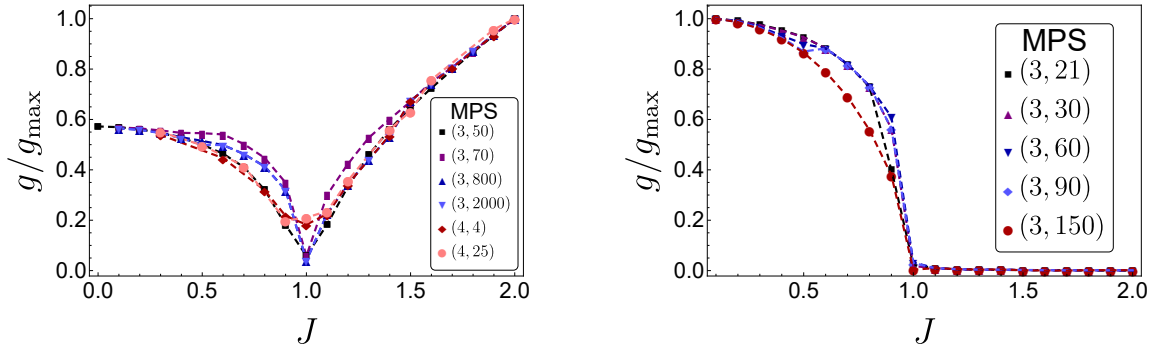 g/g_max
1.0
0.8
0.6
0.4
0.2
0.0
0.0 0.5 1.0 1.5 2.0
J
MPS
(3,50)
(3,70)
(3,800)
(3,2000)
(4,4)
(4,25)
g/g_max
1.0
0.8
0.6
0.4
0.2
0.0
0.5 1.0 1.5 2.0
J
MPS
(3, 21)
(3, 30)
(3, 60)
(3, 90)
(3, 150)